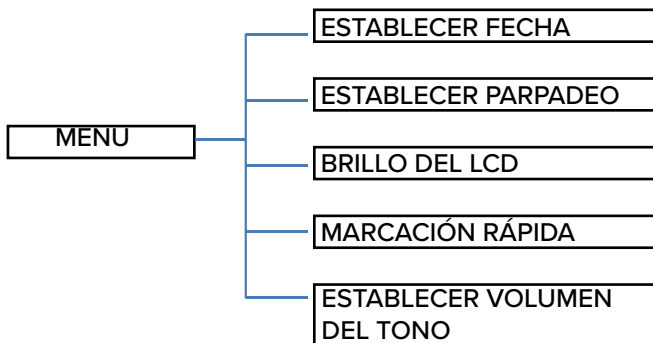 ESTABLECER FECHA
ESTABLECER PARPADEO
MENU
BRILLO DEL LCD
MARCACIÓN RÁPIDA
ESTABLECER VOLUMEN
DEL TONO